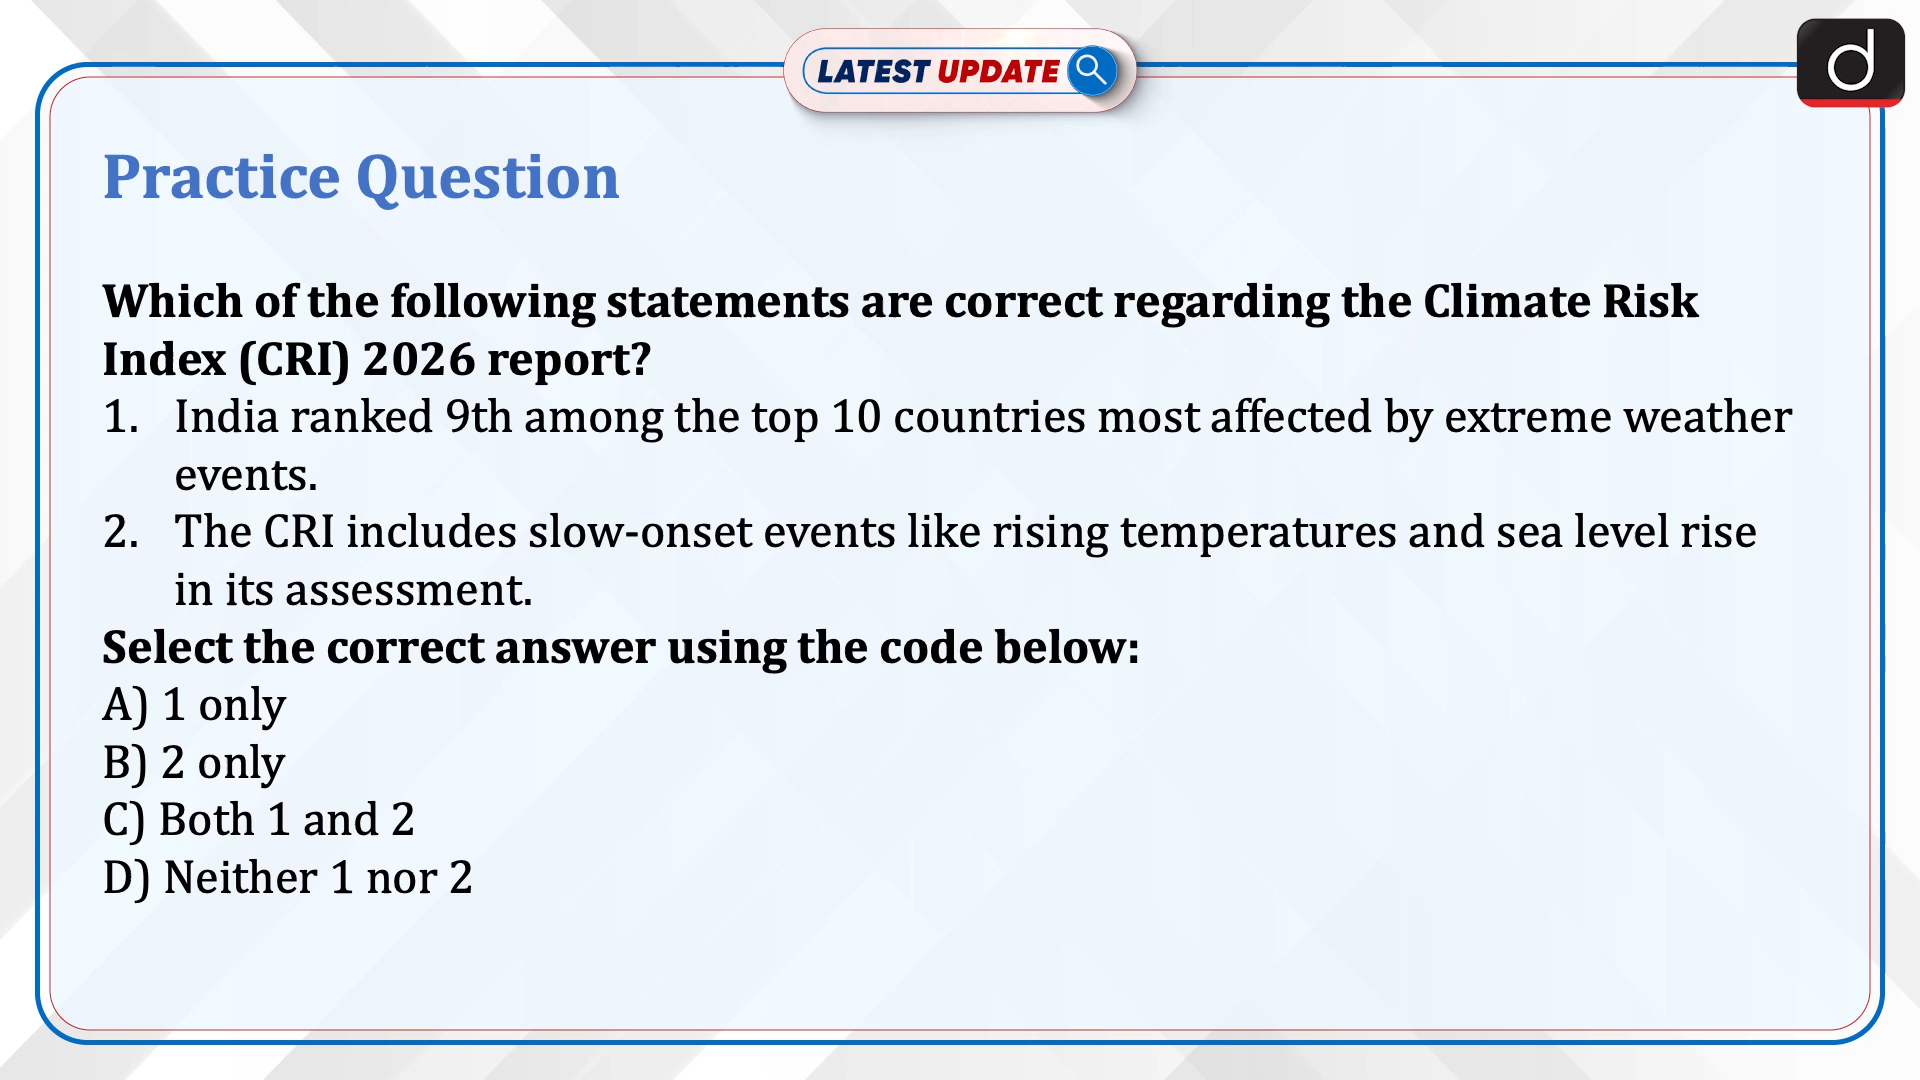 LATEST UPDATE
d
Practice Question
Which of the following statements are correct regarding the Climate Risk
Index (CRI) 2026 report?
1. India ranked 9th among the top 10 countries most affected by extreme weather
events.
2. The CRI includes slow-onset events like rising temperatures and sea level rise
in its assessment.
Select the correct answer using the code below:
A) 1 only
B) 2 only
C) Both 1 and 2
D) Neither 1 nor 2